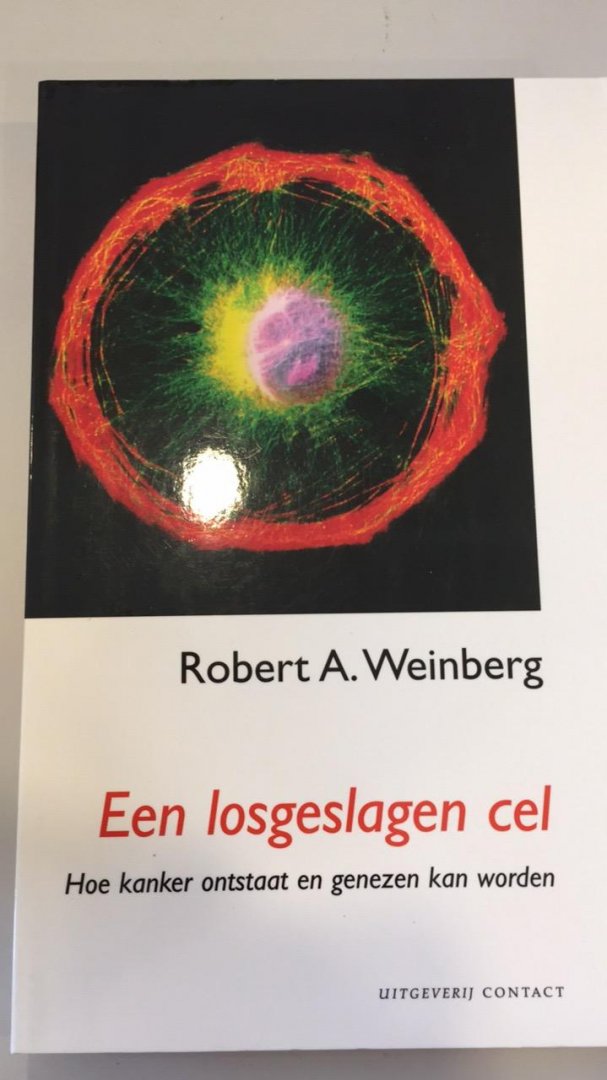 Robert A. Weinberg
Een losgeslagen cel
Hoe kanker ontstaat en genezen kan worden
UITGEVERIJ CONTACT